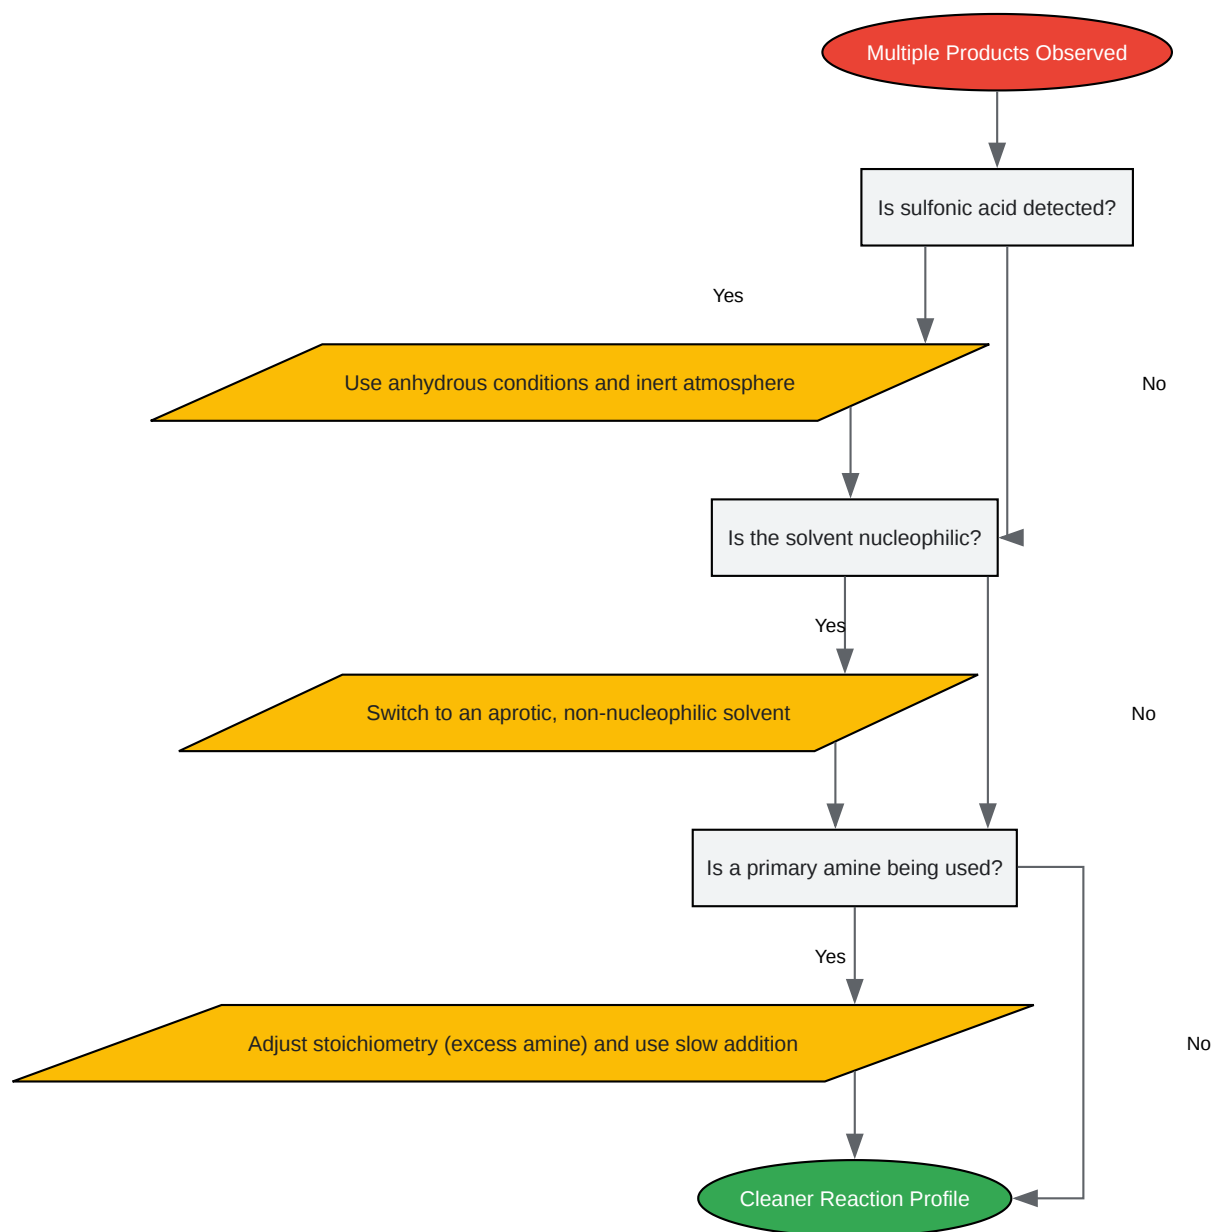 Multiple Products Observed
Is sulfonic acid detected?
Yes
Use anhydrous conditions and inert atmosphere
No
Is the solvent nucleophilic?
Yes
Switch to an aprotic, non-nucleophilic solvent
No
Is a primary amine being used?
Yes
Adjust stoichiometry (excess amine) and use slow addition
No
Cleaner Reaction Profile